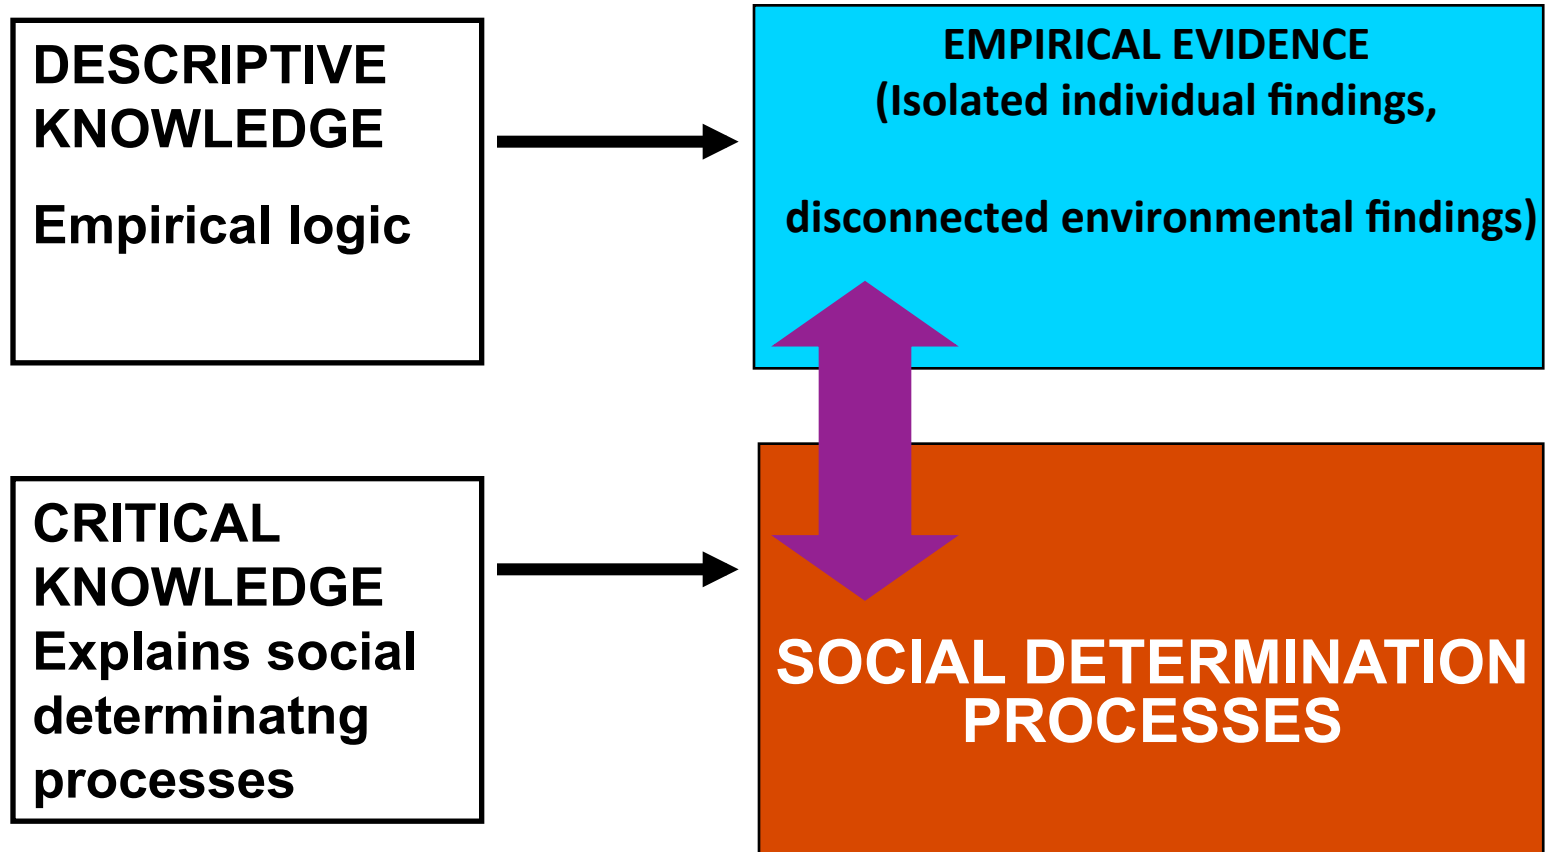 DESCRIPTIVE
KNOWLEDGE
Empirical logic
EMPIRICAL EVIDENCE
(Isolated individual findings,
disconnected environmental findings)
CRITICAL
KNOWLEDGE
Explains social
determinatng
processes
SOCIAL DETERMINATION
PROCESSES